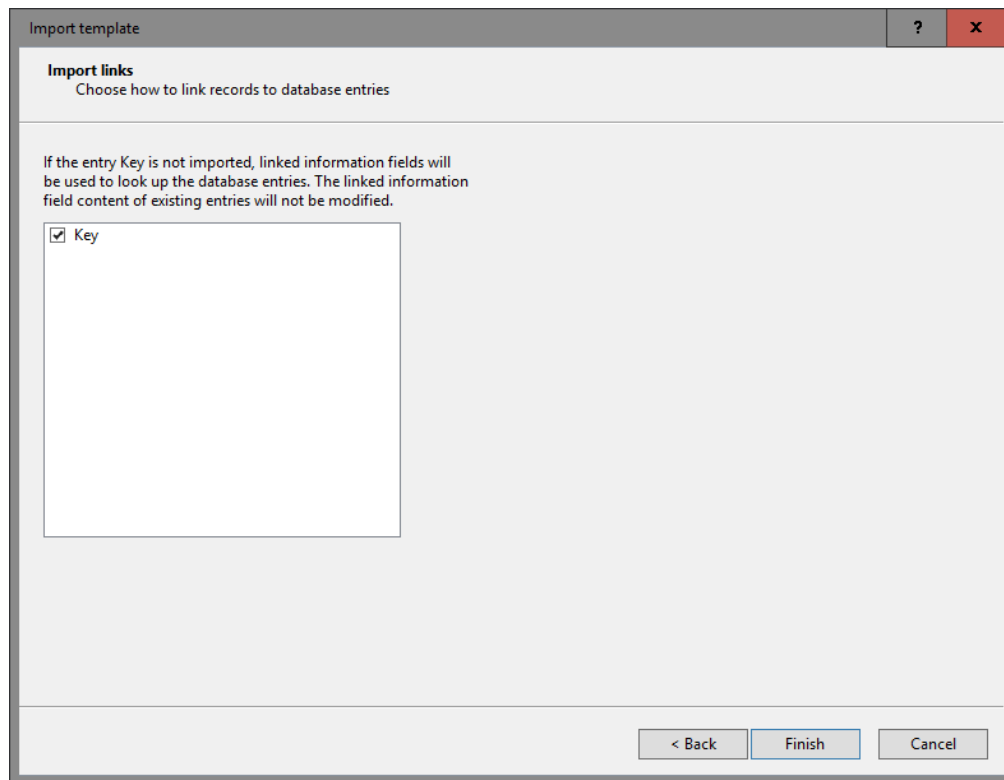 Import template
?
x
Import links
Choose how to link records to database entries
If the entry Key is not imported, linked information fields will
be used to look up the database entries. The linked information
field content of existing entries will not be modified.
Key
< Back
Finish
Cancel